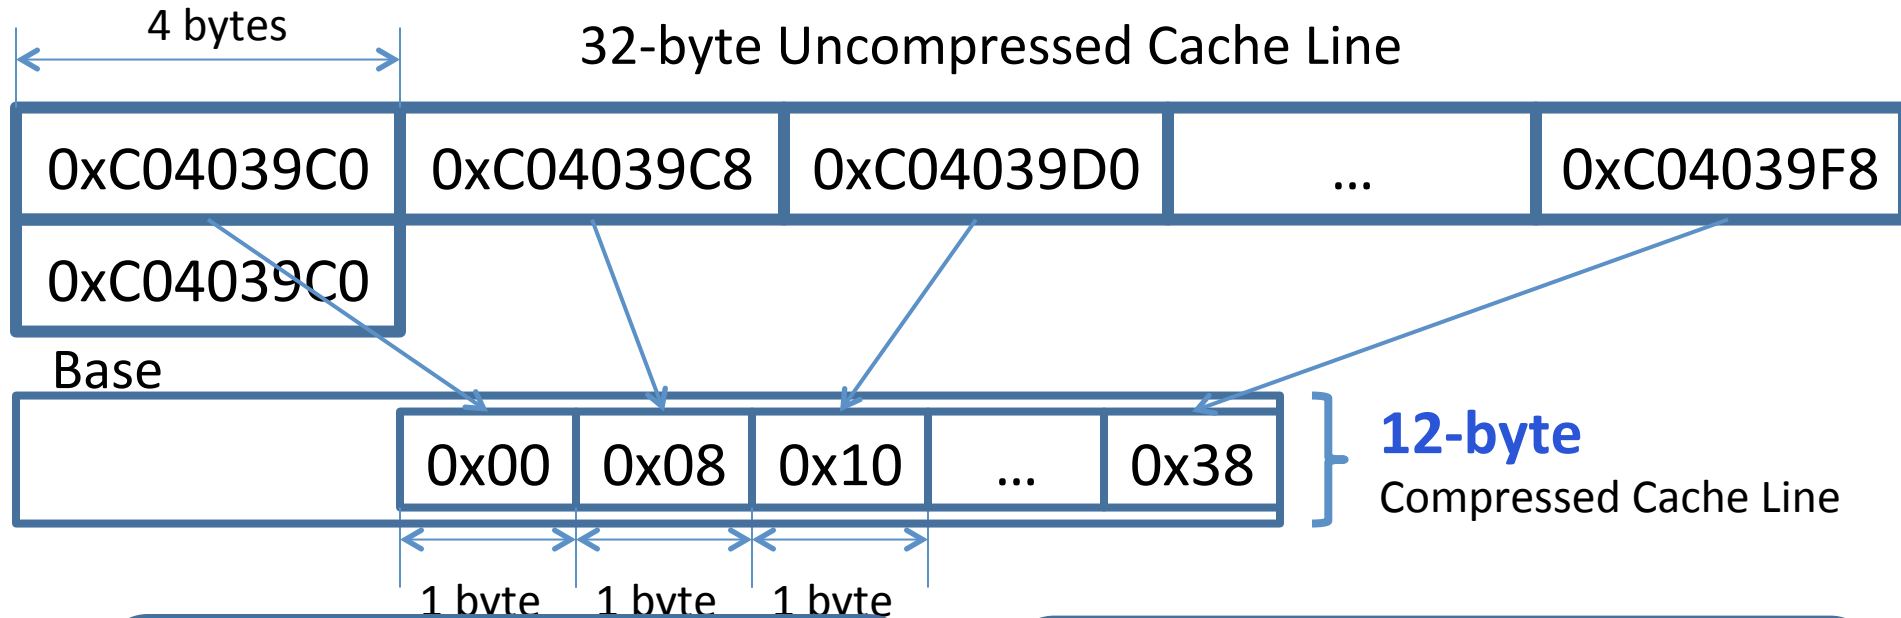 4 bytes
32-byte Uncompressed Cache Line
0xC04039C0 0xC04039C8 0xC04039D0 ... 0xC04039F8
0xC04039C0
Base
0x00 0x08 0x10 ... 0x38
12-byte
Compressed Cache Line
1 byte 1 byte 1 byte